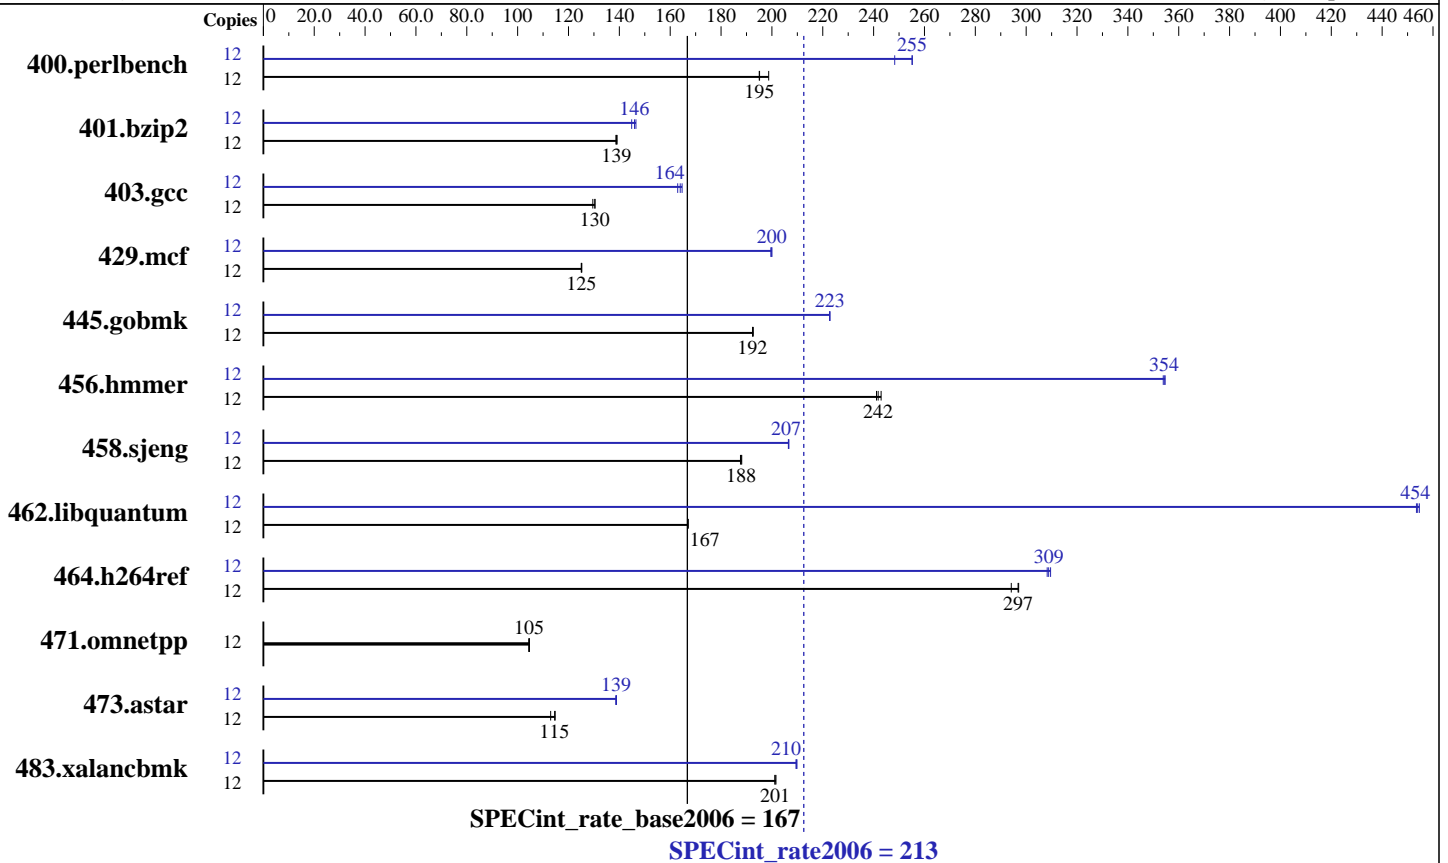 Copies 0 20.0 40.0 60.0 80.0 100 120 140 160 180 200 220 240 260 280 300 320 340 360 380 400 420 440 460
400.perlbench 12 255
12 195
401.bzip2 12 146
12 139
403.gcc 12 164
12 130
429.mcf 12 200
12 125
445.gobmk 12 223
12 192
456.hmmer 12 354
12 242
458.sjeng 12 207
12 188
462.libquantum 12 454
12 167
464.h264ref 12 309
12 297
471.omnetpp 12 105
473.astar 12 139
12 115
483.xalancbmk 12 210
12 201
SPECint_rate_base2006 = 167
SPECint_rate2006 = 213